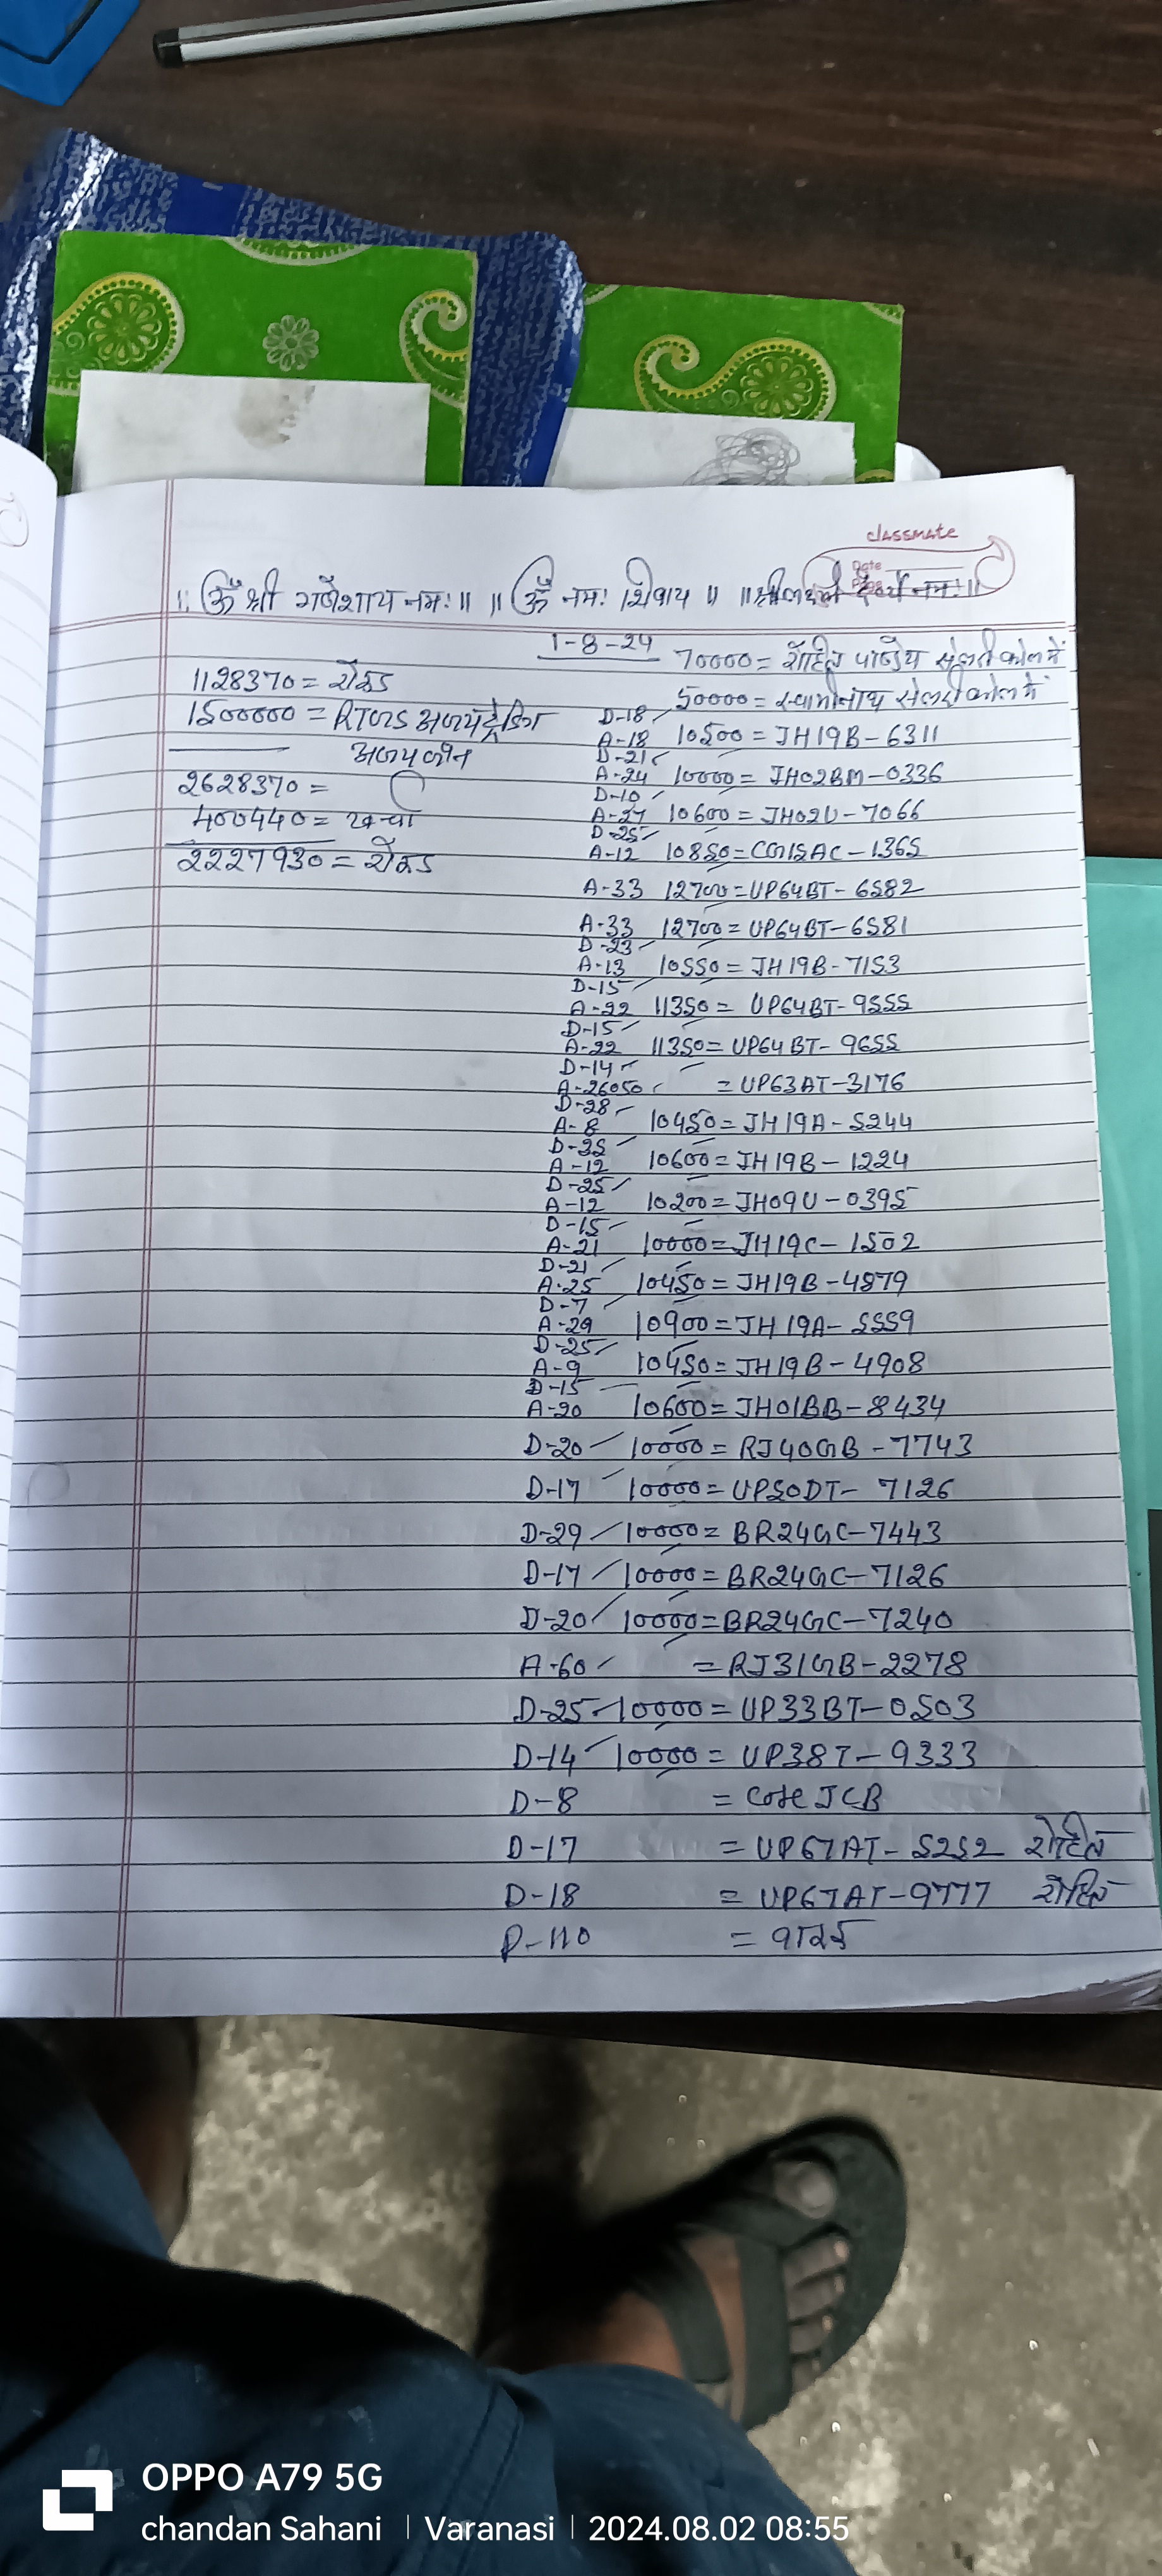 classmate
Date
Page
॥ ॐ श्री गणेशाय नमः ॥ ॥ ॐ नमः शिवाय ॥ ॥ श्री लक्ष्मी दैव्यै नमः ॥
1-8-24
70000 = रोहित पाण्डेय सेलरी कोल में
1128370 = रोकड
50000 = स्वामीनाथ सेलरी कोल में
1500000 = RTGS अजय ट्रेडिंग
अजय जैन
2628370 =
400440 = खर्चा
2227930 = रोकड
D-18
A-18 10500 = JH19B-6311
D-21
A-24 10000 = JH02BM-0336
D-10
A-27 10600 = JH02U-7066
D-25
A-12 10850 = CG15AC-1365
A-33 12700 = UP64BT-6582
A-33 12700 = UP64BT-6581
D-23
A-13 10550 = JH19B-7153
D-15
A-22 11350 = UP64BT-9555
D-15
A-22 11350 = UP64BT-9655
D-14
A-26050 = UP63AT-3176
D-28
A-8 10450 = JH19A-5244
D-25
A-12 10600 = JH19B-1224
D-25
A-12 10200 = JH09U-0395
D-15
A-21 10000 = JH19C-1502
D-21
A-25 10450 = JH19B-4879
D-7
A-29 10900 = JH19A-5559
D-25
A-9 10450 = JH19B-4908
D-15
A-20 10600 = JH01BB-8434
D-20 10000 = RJ40GB-7743
D-17 10000 = UP50DT-7126
D-29 10000 = BR24GC-7443
D-17 10000 = BR24GC-7126
D-20 10000 = BR24GC-7240
A-60 = RJ31GB-2278
D-25 10000 = UP33BT-0503
D-14 10000 = UP38T-9333
D-8 = JCB
D-17 = UP67AT-5252 रोहित
D-18 = UP67AT-9777 रोहित
D-110
OPPO A79 5G
chandan Sahani | Varanasi | 2024.08.02 08:55